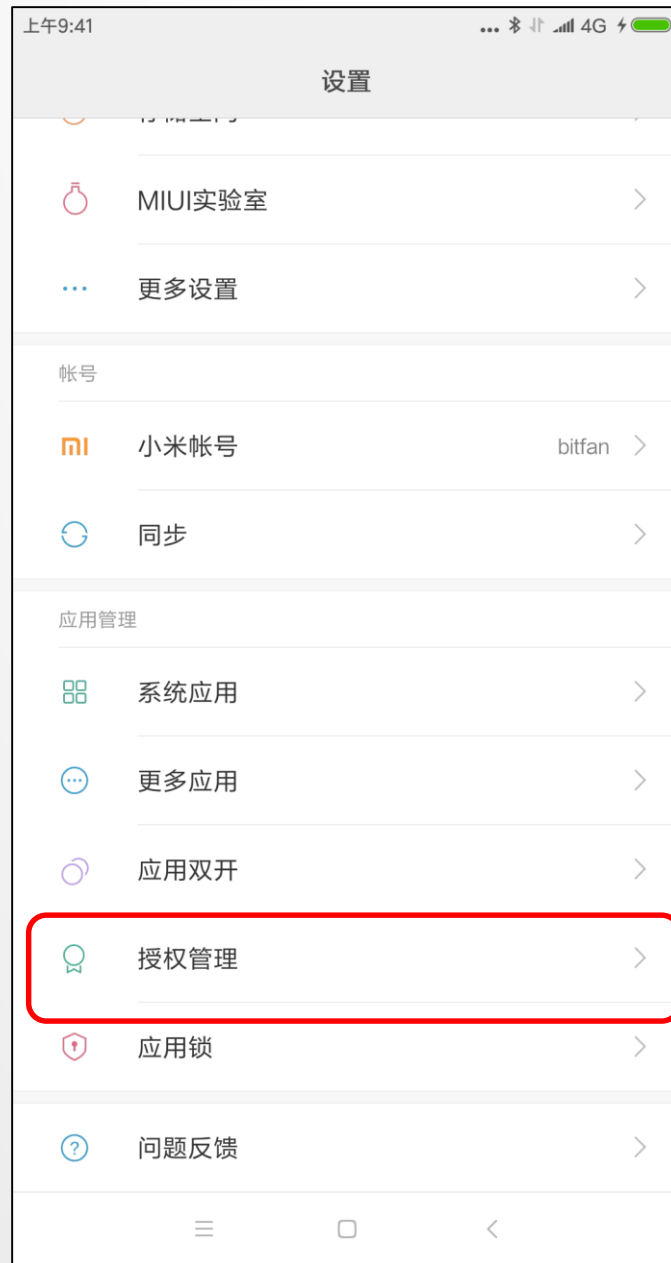 上午9:41
4G
设置
MIUI实验室
更多设置
帐号
小米帐号 bitfan
同步
应用管理
系统应用
更多应用
应用双开
授权管理
应用锁
问题反馈